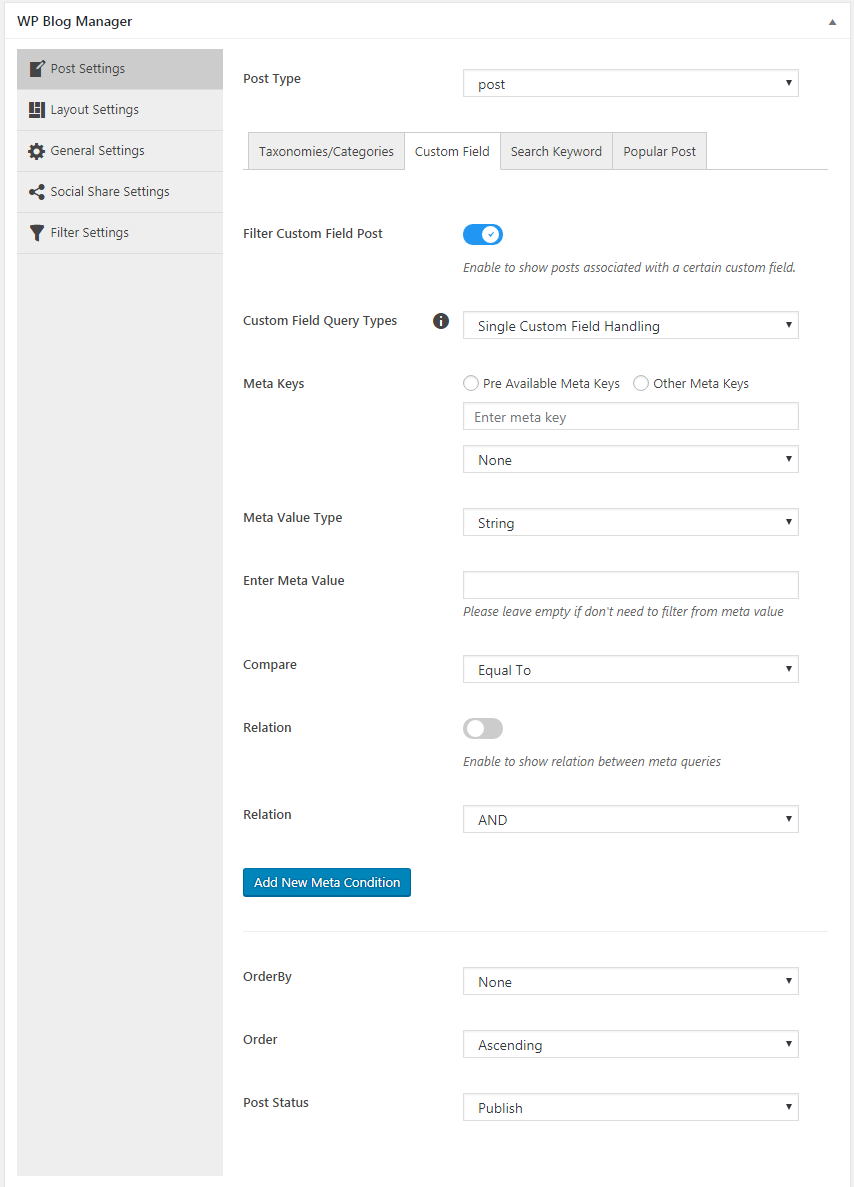 WP Blog Manager
Post Settings
Layout Settings
General Settings
Social Share Settings
Filter Settings
Post Type
post
Taxonomies/Categories
Custom Field
Search Keyword
Popular Post
Filter Custom Field Post
Enable to show posts associated with a certain custom field.
Custom Field Query Types
Single Custom Field Handling
Meta Keys
Pre Available Meta Keys
Other Meta Keys
Enter meta key
None
Meta Value Type
String
Enter Meta Value
Please leave empty if don't need to filter from meta value
Compare
Equal To
Relation
Enable to show relation between meta queries
Relation
AND
Add New Meta Condition
OrderBy
None
Order
Ascending
Post Status
Publish